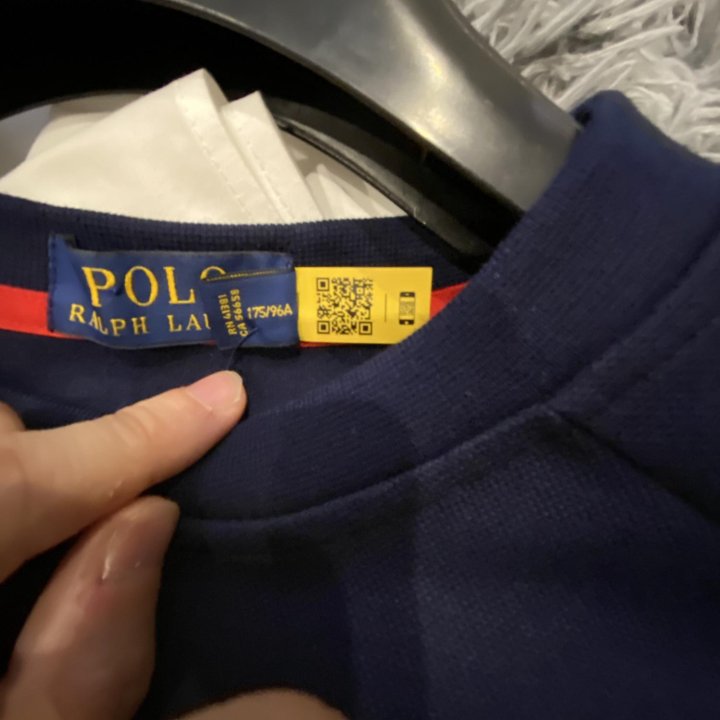 POLO
RALPH LAU
RN 41381
CA 56658
175/96A